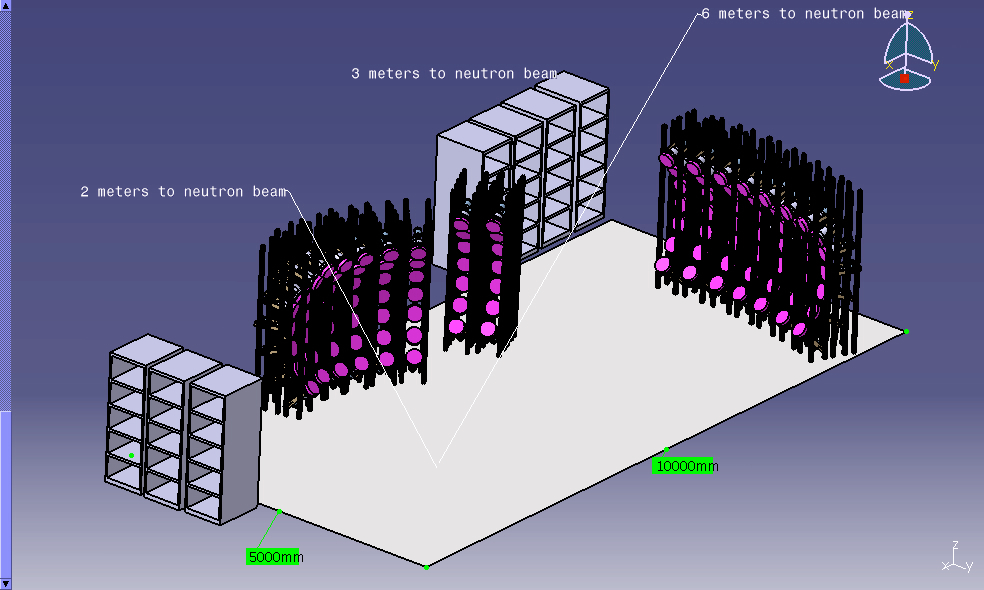 6 meters to neutron beam
3 meters to neutron beam
2 meters to neutron beam
10000mm
5000mm
z
x
y
z
x
y